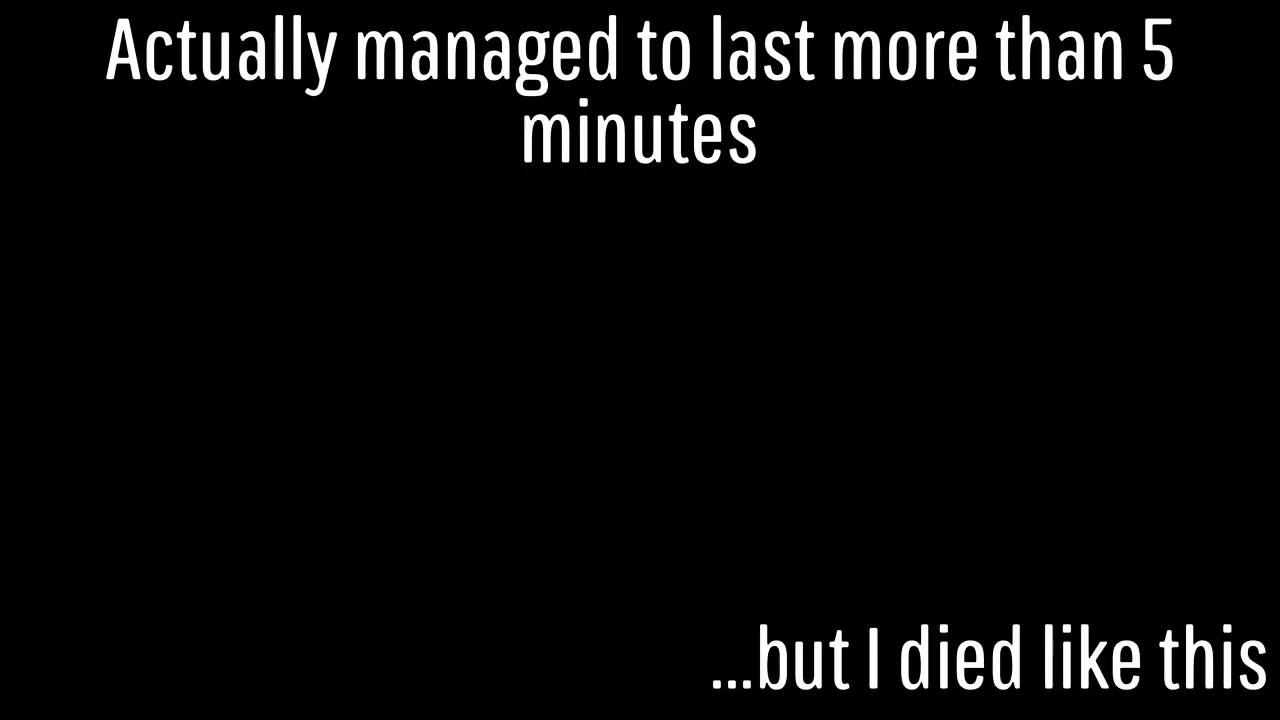 Actually managed to last more than 5
minutes
...but I died like this